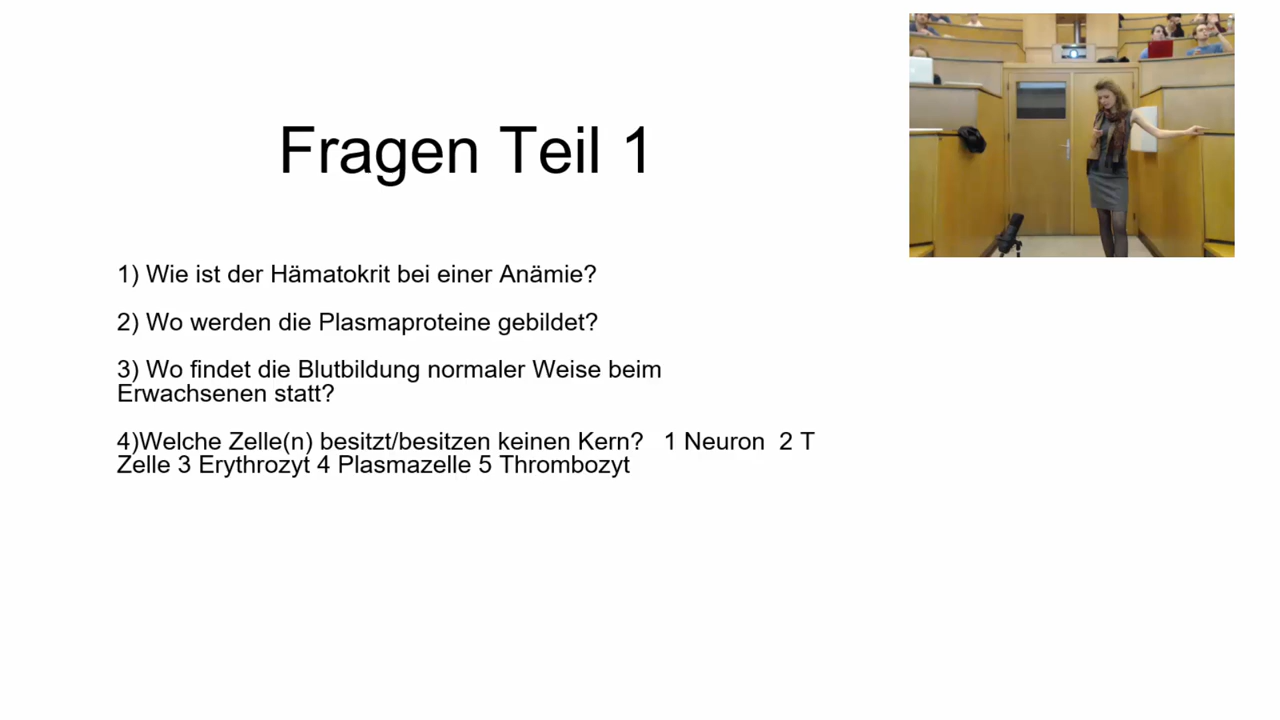 Fragen Teil 1
1) Wie ist der Hämatokrit bei einer Anämie?
2) Wo werden die Plasmaproteine gebildet?
3) Wo findet die Blutbildung normaler Weise beim
Erwachsenen statt?
4)Welche Zelle(n) besitzt/besitzen keinen Kern?   1 Neuron  2 T
Zelle 3 Erythrozyt 4 Plasmazelle 5 Thrombozyt